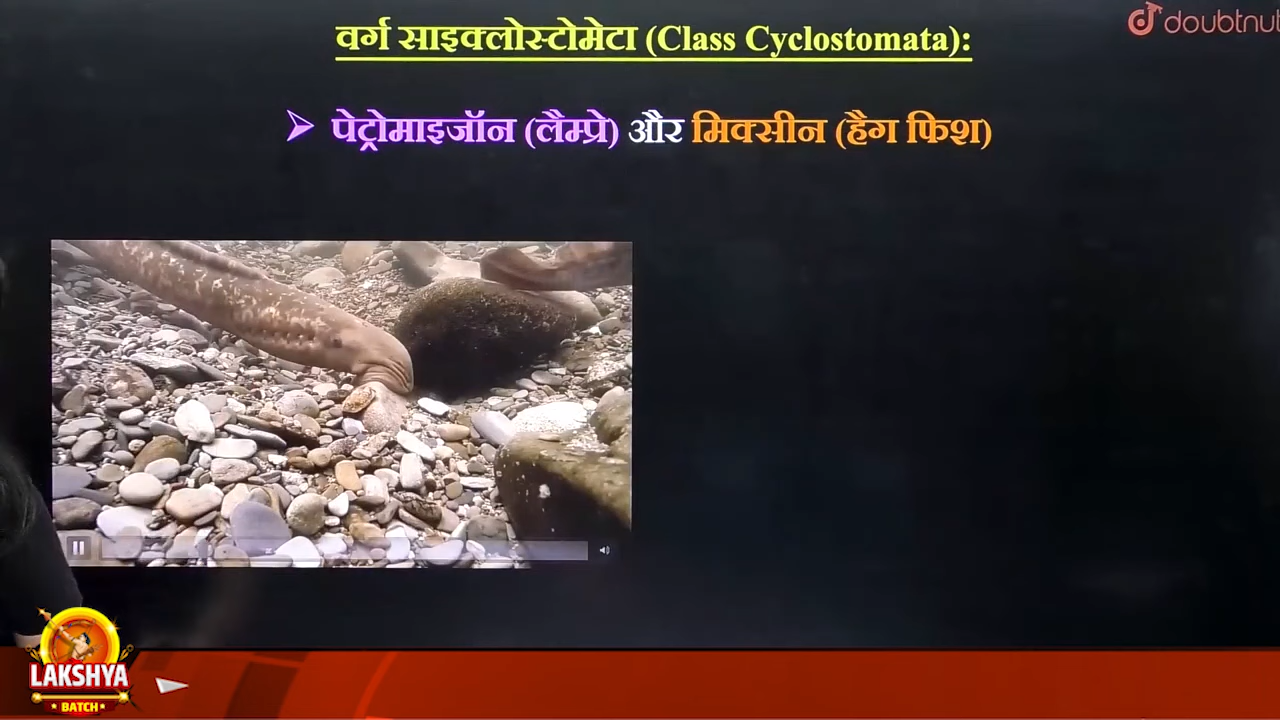 वर्ग साइक्लोस्टोमेटा (Class Cyclostomata):
doubtnut
पेट्रोमाइजॉन (लैम्प्रे) और मिक्सीन (हैग फिश)
LAKSHYA
BATCH